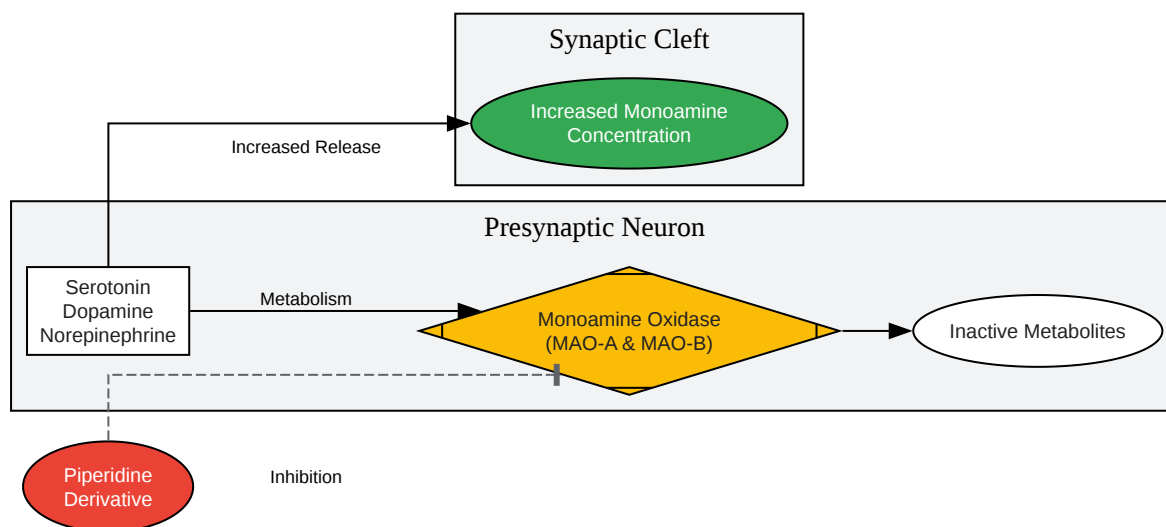 Synaptic Cleft
Increased Monoamine
Concentration
Increased Release
Presynaptic Neuron
Serotonin
Dopamine
Norepinephrine
Metabolism
Monoamine Oxidase
(MAO-A & MAO-B)
Inactive Metabolites
Piperidine
Derivative
Inhibition